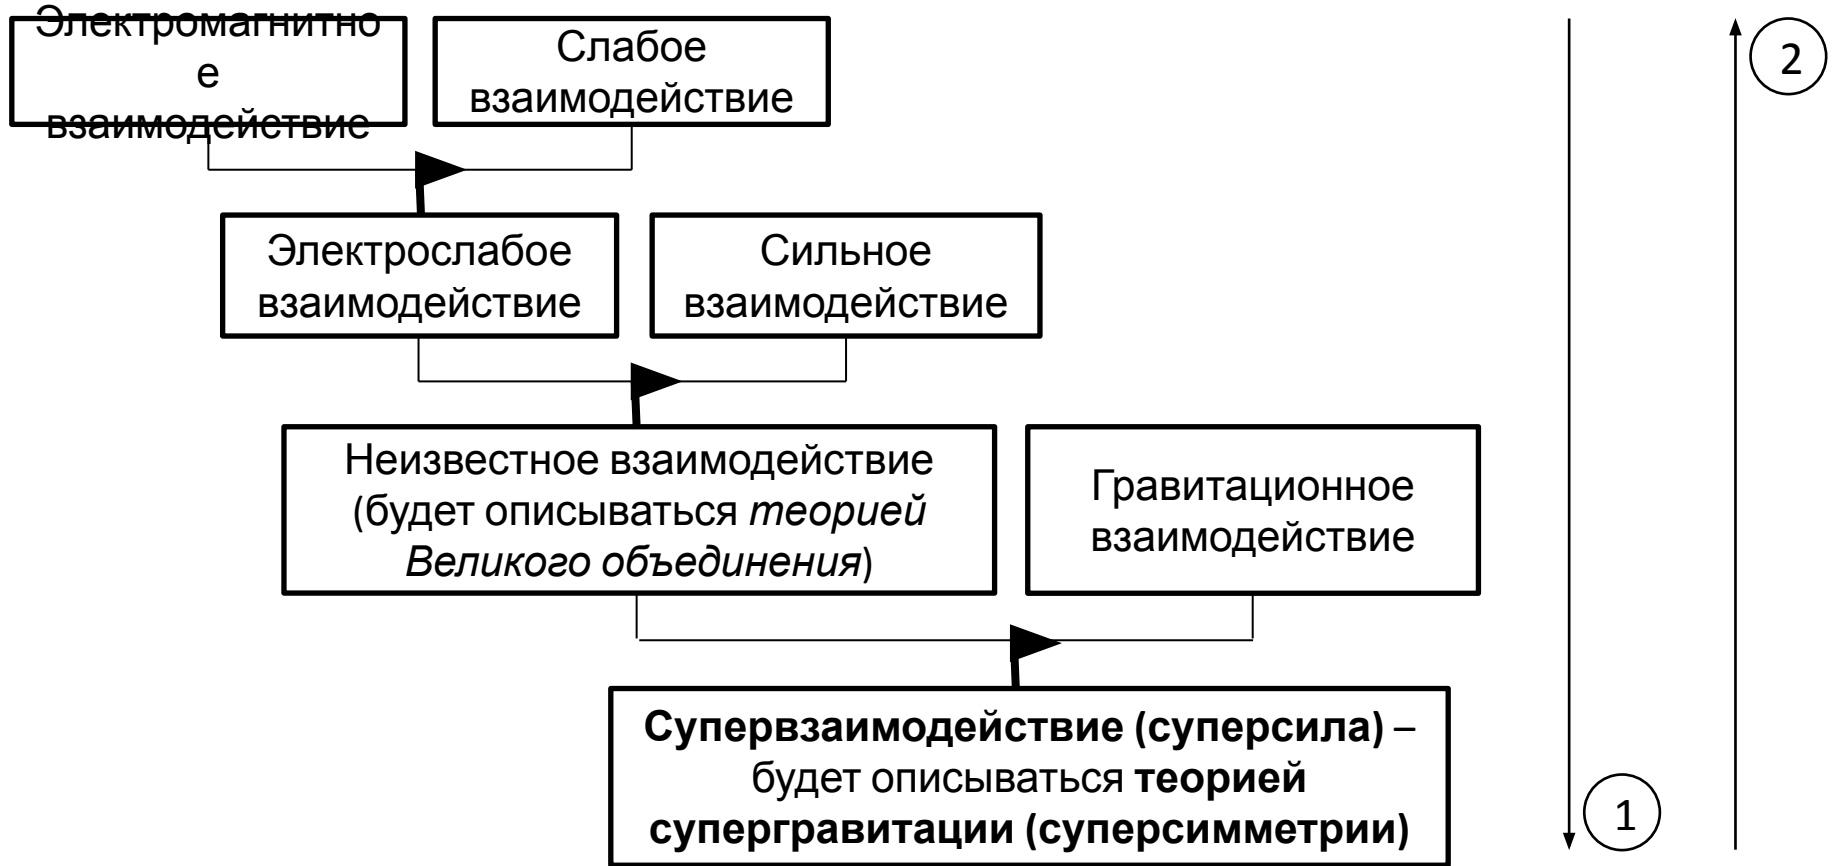 Электромагнитно
е
взаимодействие
Слабое
взаимодействие
2
Электрослабое
взаимодействие
Сильное
взаимодействие
Неизвестное взаимодействие
(будет описываться теорией
Великого объединения)
Гравитационное
взаимодействие
Супервзаимодействие (суперсила) –
будет описываться теорией
супергравитации (суперсимметрии)
1